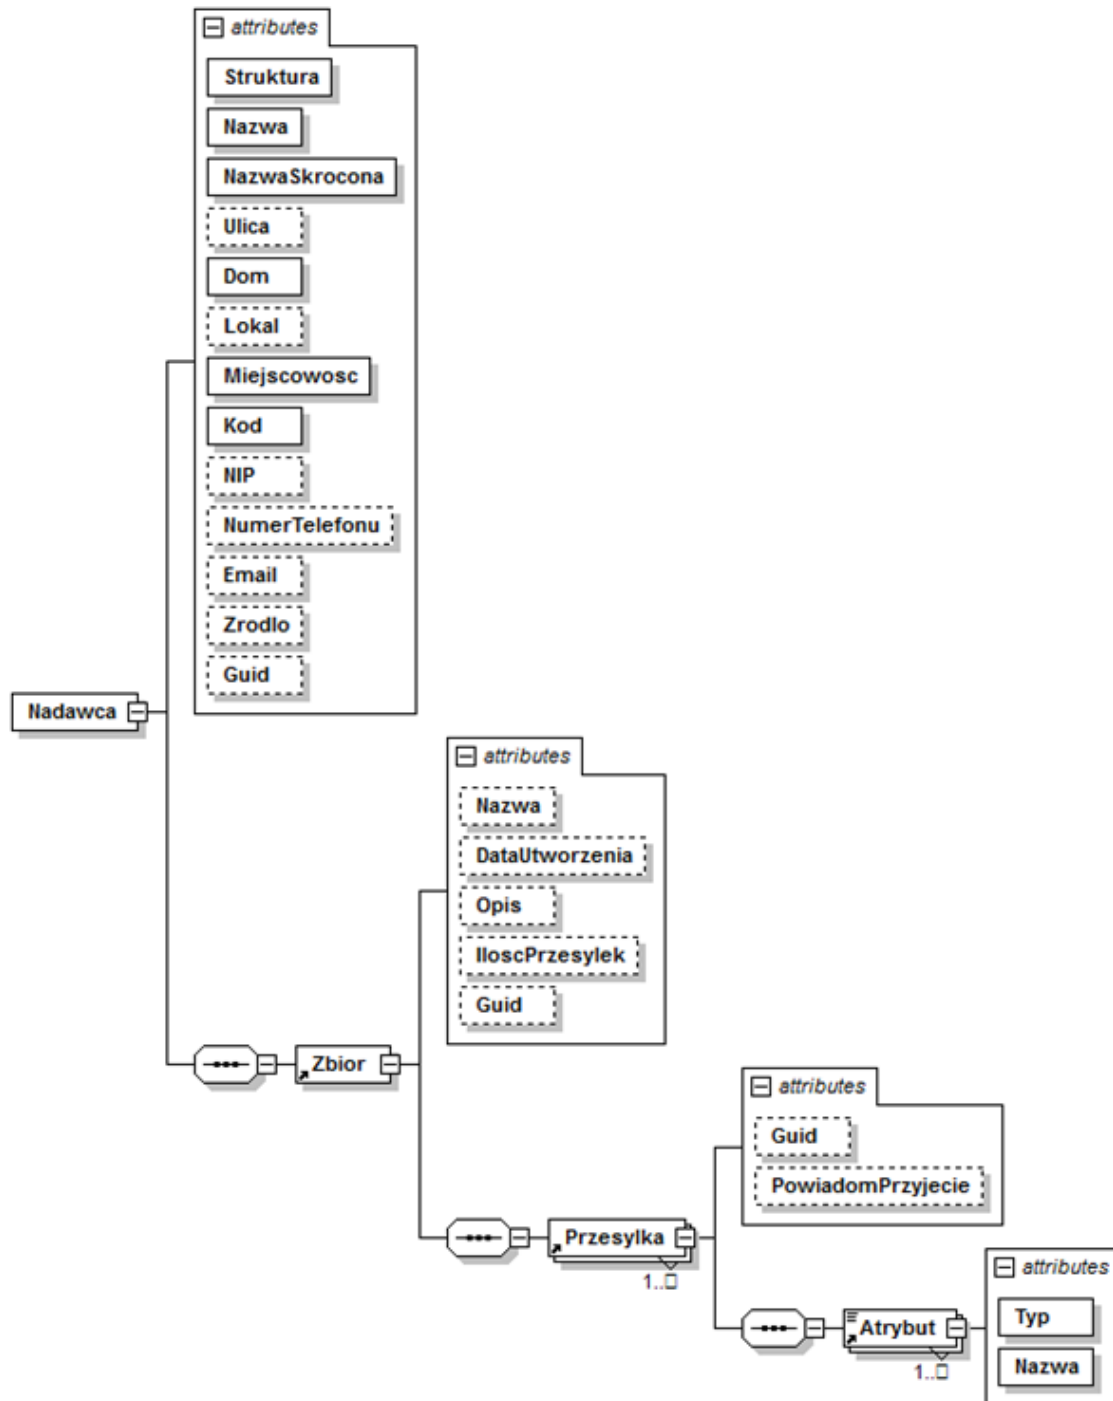 attributes
Struktura
Nazwa
NazwaSkrocona
Ulica
Dom
Lokal
Miejscowosc
Kod
NIP
NumerTelefonu
Email
Zrodlo
Guid
Nadawca
attributes
Nazwa
DataUtworzenia
Opis
IloscPrzesylek
Guid
Zbior
attributes
Guid
PowiadomPrzyjecie
Przesylka
1..□
attributes
Typ
Nazwa
Atrybut
1..□